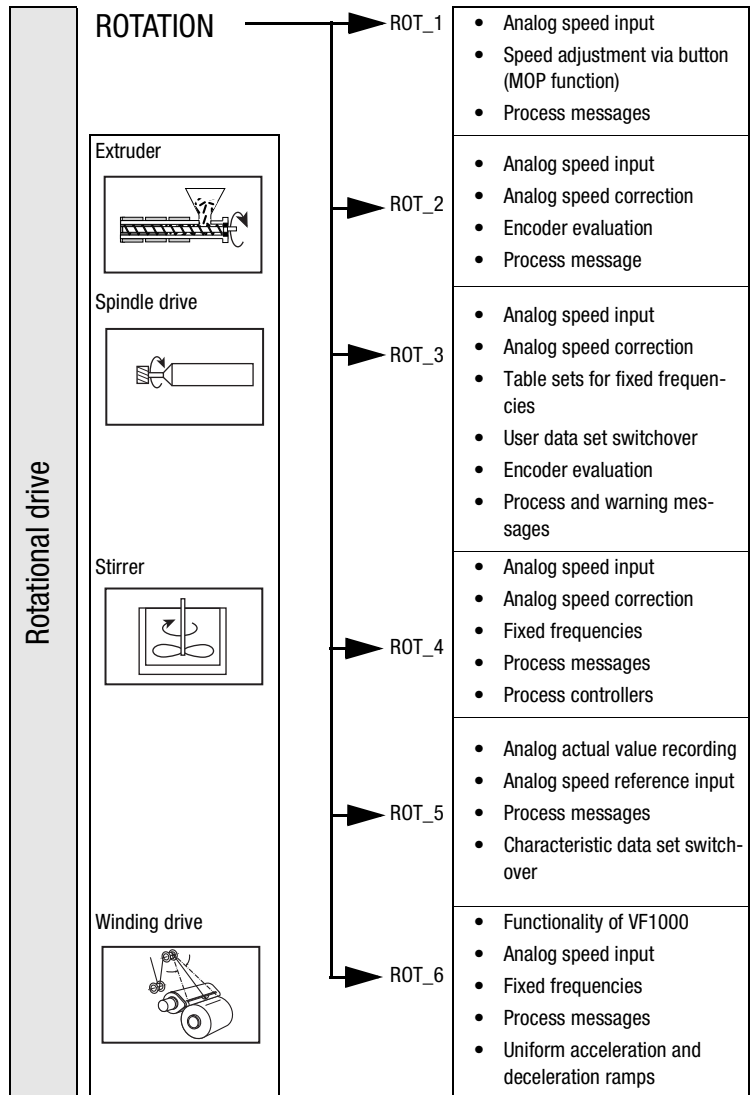 Rotational drive
ROTATION
ROT_1
• Analog speed input
• Speed adjustment via button
(MOP function)
• Process messages
Extruder
ROT_2
• Analog speed input
• Analog speed correction
• Encoder evaluation
• Process message
Spindle drive
ROT_3
• Analog speed input
• Analog speed correction
• Table sets for fixed frequen-
cies
• User data set switchover
• Encoder evaluation
• Process and warning mes-
sages
Stirrer
ROT_4
• Analog speed input
• Analog speed correction
• Fixed frequencies
• Process messages
• Process controllers
ROT_5
• Analog actual value recording
• Analog speed reference input
• Process messages
• Characteristic data set switch-
over
Winding drive
ROT_6
• Functionality of VF1000
• Analog speed input
• Fixed frequencies
• Process messages
• Uniform acceleration and
deceleration ramps